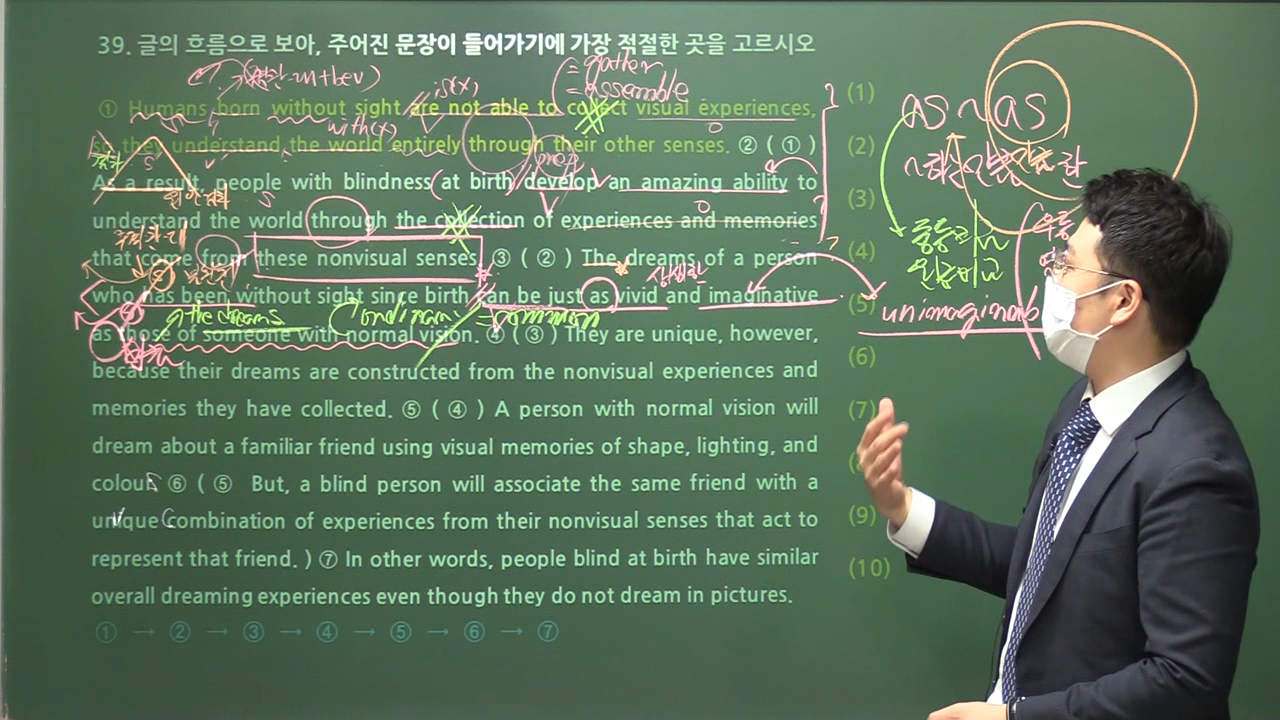 39. 글의 흐름으로 보아, 주어진 문장이 들어가기에 가장 적절한 곳을 고르시오
= gather
= assemble
is(x)
① Humans born without sight are not able to collect visual experiences,
with(x)
so they understand the world entirely through their other senses. ② ( ① )
As a result, people with blindness at birth develop an amazing ability to
understand the world through the collection of experiences and memories
that come from these nonvisual senses. ③ ( ② ) The dreams of a person
생생한
who has been without sight since birth can be just as vivid and imaginative
the dreams
= common
as those of someone with normal vision. ④ ( ③ ) They are unique, however,
because their dreams are constructed from the nonvisual experiences and
memories they have collected. ⑤ ( ④ ) A person with normal vision will
dream about a familiar friend using visual memories of shape, lighting, and
colour. ⑥ ( ⑤ But, a blind person will associate the same friend with a
unique combination of experiences from their nonvisual senses that act to
represent that friend. ) ⑦ In other words, people blind at birth have similar
overall dreaming experiences even though they do not dream in pictures.
① → ② → ③ → ④ → ⑤ → ⑥ → ⑦
(1)
(2)
(3)
(4)
(5)
(6)
(7)
(9)
(10)
as ~ as